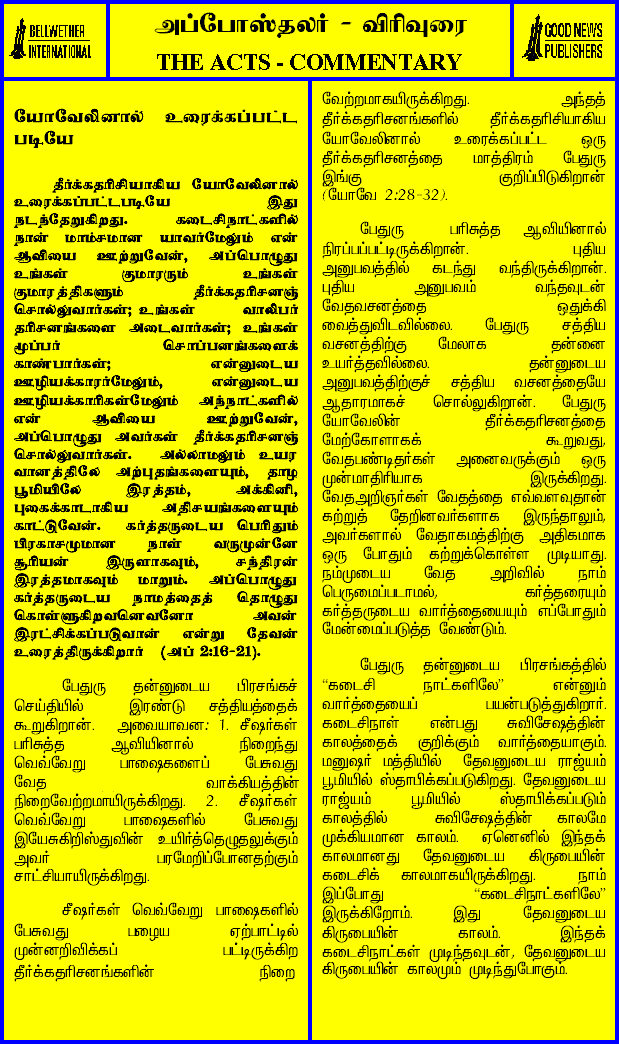 BELLWETHER
INTERNATIONAL
அப்போஸ்தலர் - விரிவுரை
THE ACTS - COMMENTARY
GOOD NEWS
PUBLISHERS
யோவேலினால் உரைக்கப்பட்ட
படியே
தீர்க்கதரிசியாகிய யோவேலினால்
உரைக்கப்பட்டபடியே இது
நடந்தேறுகிறது. கடைசிநாட்களில்
நான் மாம்சமான யாவர்மேலும் என்
ஆவியை ஊற்றுவேன், அப்பொழுது
உங்கள் குமாரரும் உங்கள்
குமாரத்திகளும் தீர்க்கதரிசனஞ்
சொல்லுவார்கள்; உங்கள் வாலிபர்
தரிசனங்களை அடைவார்கள்; உங்கள்
மூப்பர் சொப்பனங்களைக்
காண்பார்கள்; என்னுடைய
ஊழியக்காரர்மேலும், என்னுடைய
ஊழியக்காரிகள்மேலும் அந்நாட்களில்
என் ஆவியை ஊற்றுவேன்,
அப்பொழுது அவர்கள் தீர்க்கதரிசனஞ்
சொல்லுவார்கள். அல்லாமலும் உயர
வானத்திலே அற்புதங்களையும், தாழ
பூமியிலே இரத்தம், அக்கினி,
புகைக்காடாகிய அதிசயங்களையும்
காட்டுவேன். கர்த்தருடைய பெரிதும்
பிரகாசமுமான நாள் வருமுன்னே
சூரியன் இருளாகவும், சந்திரன்
இரத்தமாகவும் மாறும். அப்பொழுது
கர்த்தருடைய நாமத்தைத் தொழுது
கொள்ளுகிறவனெவனோ அவன்
இரட்சிக்கப்படுவான் என்று தேவன்
உரைத்திருக்கிறார் (அப் 2:16-21).
பேதுரு தன்னுடைய பிரசங்கச்
செய்தியில் இரண்டு சத்தியத்தைக்
கூறுகிறான். அவையாவன: 1. சீஷர்கள்
பரிசுத்த ஆவியினால் நிறைந்து
வெவ்வேறு பாஷைகளைப் பேசுவது
வேத வாக்கியத்தின்
நிறைவேற்றமாயிருக்கிறது. 2. சீஷர்கள்
வெவ்வேறு பாஷைகளில் பேசுவது
இயேசுகிறிஸ்துவின் உயிர்த்தெழுதலுக்கும்
அவர் பரமேறிப்போனதற்கும்
சாட்சியாயிருக்கிறது.
சீஷர்கள் வெவ்வேறு பாஷைகளில்
பேசுவது பழைய ஏற்பாட்டில்
முன்னறிவிக்கப் பட்டிருக்கிற
தீர்க்கதரிசனங்களின் நிறை
வேற்றமாகயிருக்கிறது. அந்தத்
தீர்க்கதரிசனங்களில் தீர்க்கதரிசியாகிய
யோவேலினால் உரைக்கப்பட்ட ஒரு
தீர்க்கதரிசனத்தை மாத்திரம் பேதுரு
இங்கு குறிப்பிடுகிறான்
(யோவே 2:28-32).
பேதுரு பரிசுத்த ஆவியினால்
நிரப்பப்பட்டிருக்கிறான். புதிய
அனுபவத்தில் கடந்து வந்திருக்கிறான்.
புதிய அனுபவம் வந்தவுடன்
வேதவசனத்தை ஒதுக்கி
வைத்துவிடவில்லை. பேதுரு சத்திய
வசனத்திற்கு மேலாக தன்னை
உயர்த்தவில்லை. தன்னுடைய
அனுபவத்திற்குச் சத்திய வசனத்தையே
ஆதாரமாகச் சொல்லுகிறான். பேதுரு
யோவேலின் தீர்க்கதரிசனத்தை
மேற்கோளாகக் கூறுவது,
வேதபண்டிதர்கள் அனைவருக்கும் ஒரு
முன்மாதிரியாக இருக்கிறது.
வேதஅறிஞர்கள் வேதத்தை எவ்வளவுதான்
கற்றுத் தேறினவர்களாக இருந்தாலும்,
அவர்களால் வேதாகமத்திற்கு அதிகமாக
ஒரு போதும் கற்றுக்கொள்ள முடியாது.
நம்முடைய வேத அறிவில் நாம்
பெருமைப்படாமல், கர்த்தரையும்
கர்த்தருடைய வார்த்தையையும் எப்போதும்
மேன்மைப்படுத்த வேண்டும்.
பேதுரு தன்னுடைய பிரசங்கத்தில்
“கடைசி நாட்களிலே” என்னும்
வார்த்தையைப் பயன்படுத்துகிறார்.
கடைசிநாள் என்பது சுவிசேஷத்தின்
காலத்தைக் குறிக்கும் வார்த்தையாகும்.
மனுஷர் மத்தியில் தேவனுடைய ராஜ்யம்
பூமியில் ஸ்தாபிக்கப்படுகிறது. தேவனுடைய
ராஜ்யம் பூமியில் ஸ்தாபிக்கப்படும்
காலத்தில் சுவிசேஷத்தின் காலமே
முக்கியமான காலம். ஏனெனில் இந்தக்
காலமானது தேவனுடைய கிருபையின்
கடைசிக் காலமாகயிருக்கிறது. நாம்
இப்போது “கடைசிநாட்களிலே”
இருக்கிறோம். இது தேவனுடைய
கிருபையின் காலம். இந்தக்
கடைசிநாட்கள் முடிந்தவுடன், தேவனுடைய
கிருபையின் காலமும் முடிந்துபோகும்.